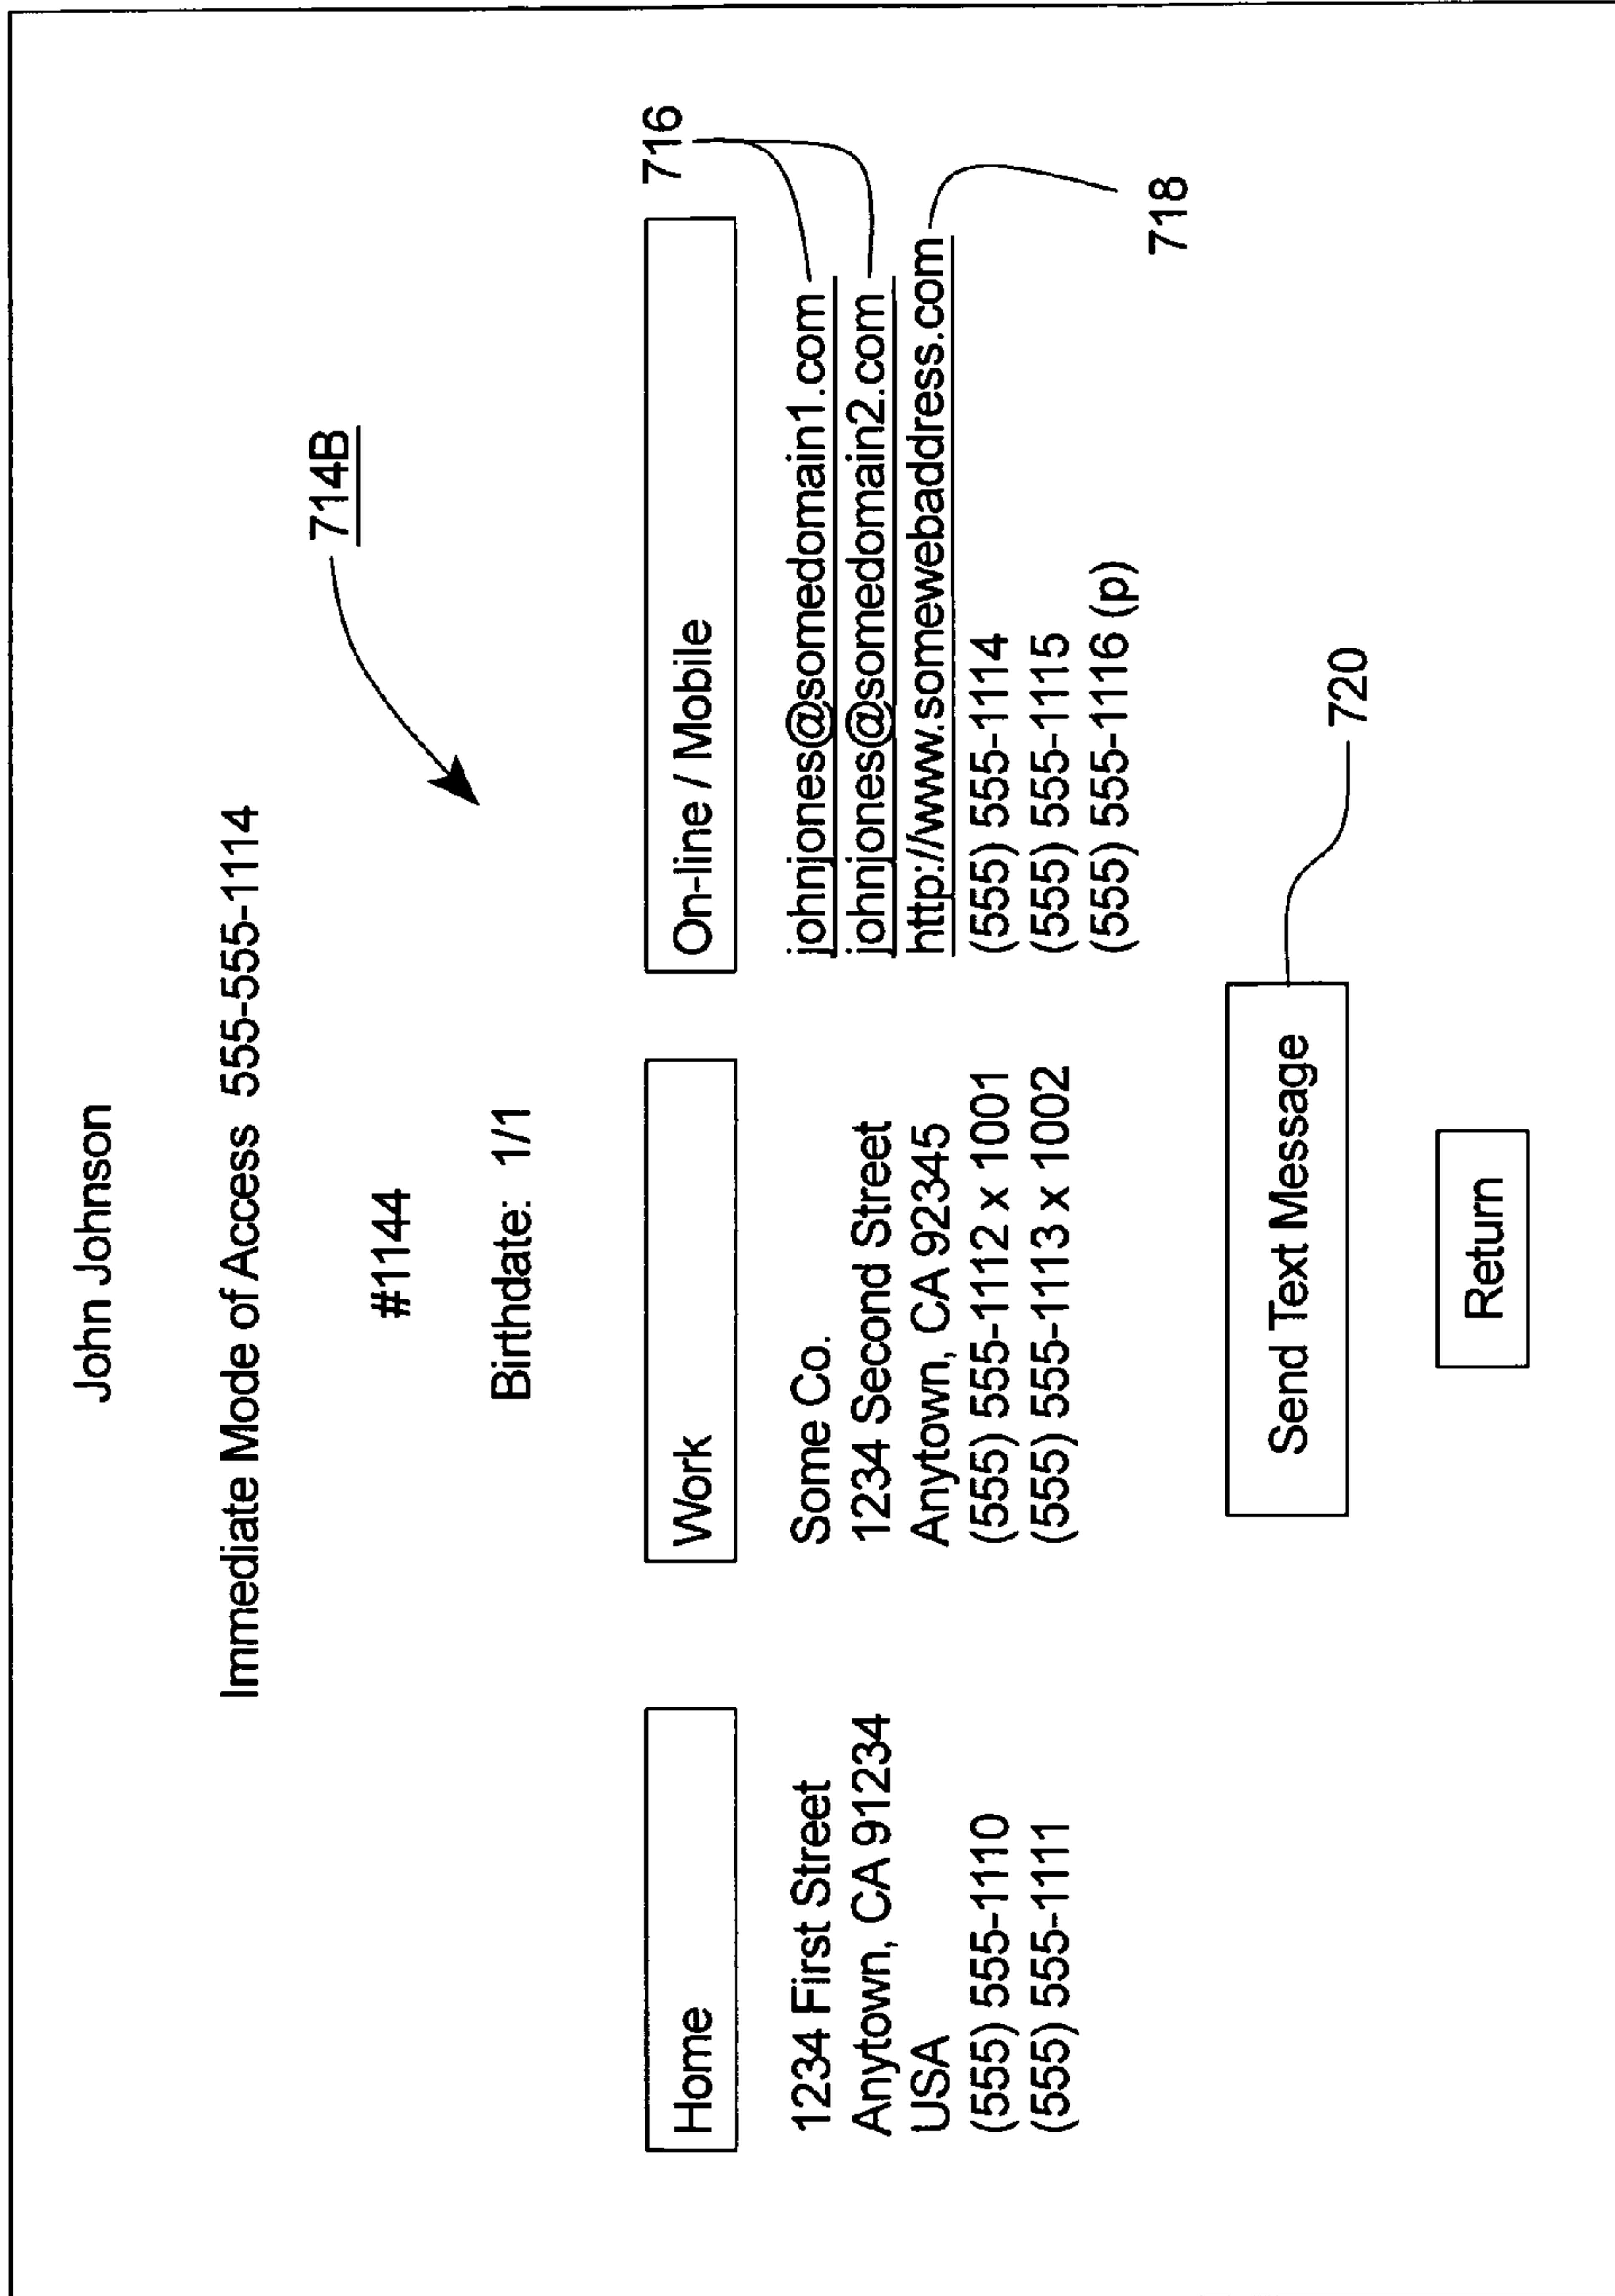 John Johnson
Immediate Mode of Access 555-555-1114
714B
#1144
Birthdate: 1/1
Home
1234 First Street
Anytown, CA 91234
USA
(555) 555-1110
(555) 555-1111
Work
Some Co.
1234 Second Street
Anytown, CA 92345
(555) 555-1112 x 1001
(555) 555-1113 x 1002
On-line / Mobile
716
johnjones@somedomain1.com
johnjones@somedomain2.com
http://www.somewebaddress.com
(555) 555-1114
(555) 555-1115
(555) 555-1116 (p)
718
Send Text Message
720
Return